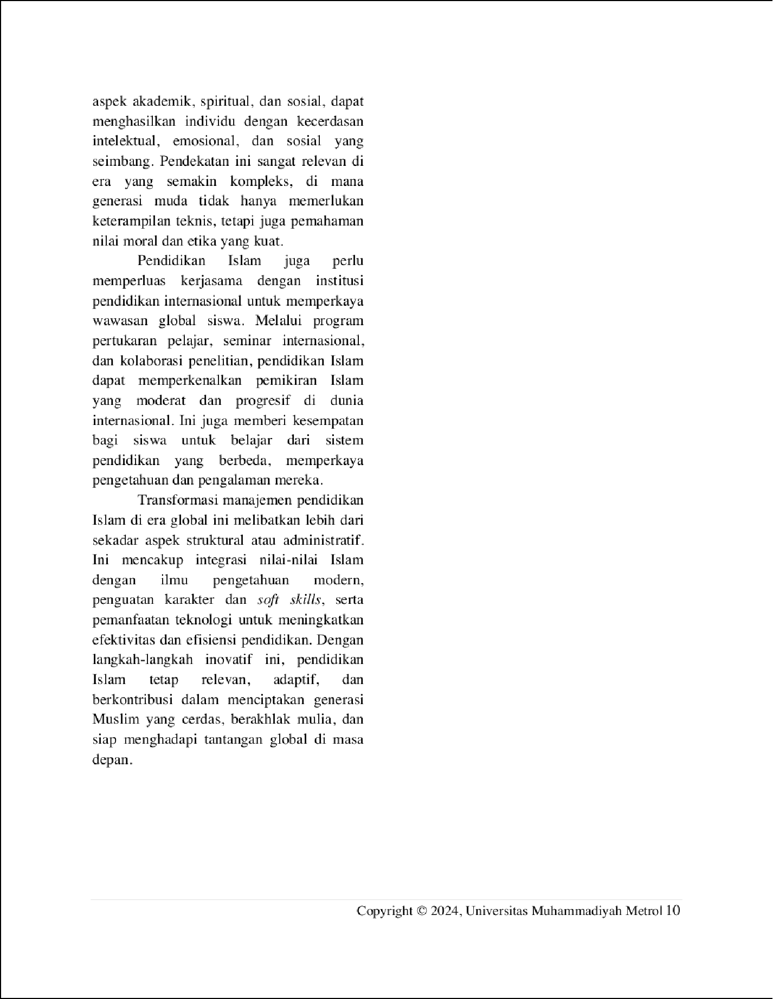 aspek akademik, spiritual, dan sosial, dapat
menghasilkan individu dengan kecerdasan
intelektual, emosional, dan sosial yang
seimbang. Pendekatan ini sangat relevan di
era yang semakin kompleks, di mana
generasi muda tidak hanya memerlukan
keterampilan teknis, tetapi juga pemahaman
nilai moral dan etika yang kuat.
Pendidikan Islam juga perlu
memperluas kerjasama dengan institusi
pendidikan internasional untuk memperkaya
wawasan global siswa. Melalui program
pertukaran pelajar, seminar internasional,
dan kolaborasi penelitian, pendidikan Islam
dapat memperkenalkan pemikiran Islam
yang moderat dan progresif di dunia
internasional. Ini juga memberi kesempatan
bagi siswa untuk belajar dari sistem
pendidikan yang berbeda, memperkaya
pengetahuan dan pengalaman mereka.
Transformasi manajemen pendidikan
Islam di era global ini melibatkan lebih dari
sekadar aspek struktural atau administratif.
Ini mencakup integrasi nilai-nilai Islam
dengan ilmu pengetahuan modern,
penguatan karakter dan soft skills, serta
pemanfaatan teknologi untuk meningkatkan
efektivitas dan efisiensi pendidikan. Dengan
langkah-langkah inovatif ini, pendidikan
Islam tetap relevan, adaptif, dan
berkontribusi dalam menciptakan generasi
Muslim yang cerdas, berakhlak mulia, dan
siap menghadapi tantangan global di masa
depan.
Copyright © 2024, Universitas Muhammadiyah Metro| 10